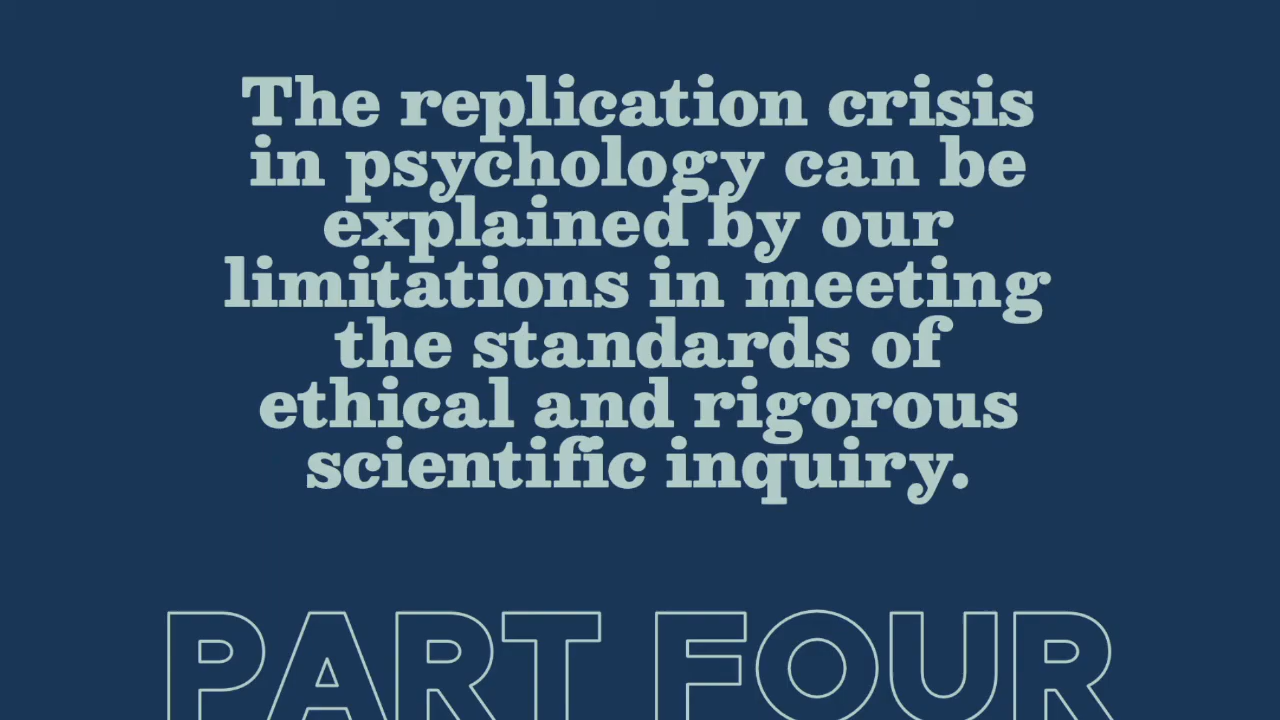 The replication crisis
in psychology can be
explained by our
limitations in meeting
the standards of
ethical and rigorous
scientific inquiry.
PART FOUR